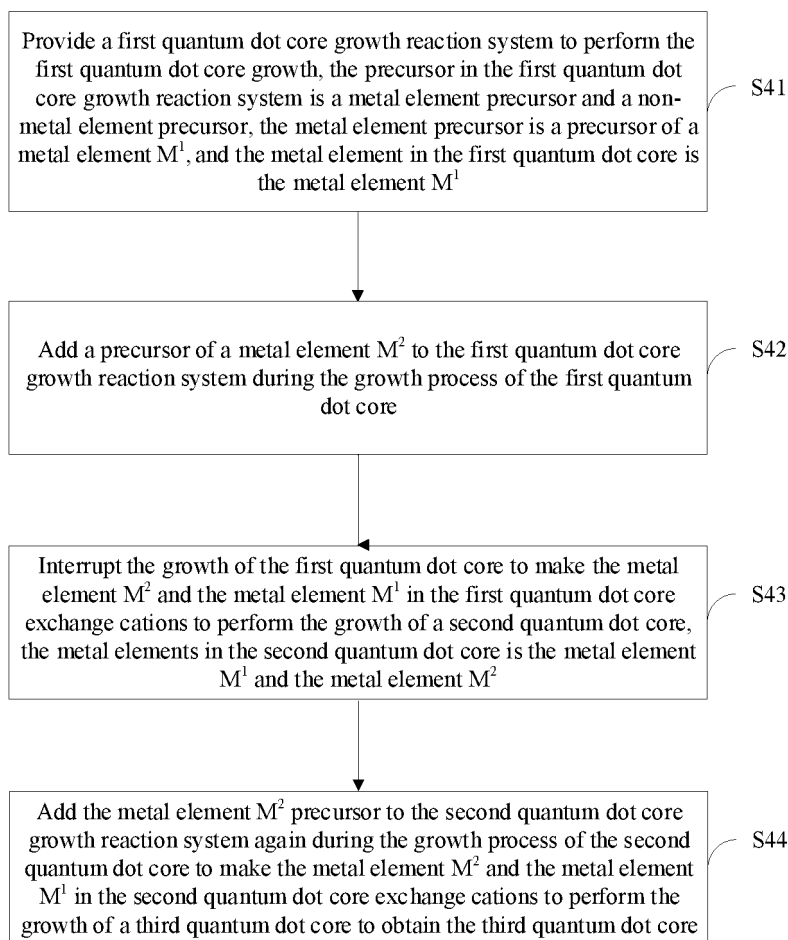 Provide a first quantum dot core growth reaction system to perform the
first quantum dot core growth, the precursor in the first quantum dot
core growth reaction system is a metal element precursor and a non-
metal element precursor, the metal element precursor is a precursor of a
metal element M¹, and the metal element in the first quantum dot core is
the metal element M¹
S41
Add a precursor of a metal element M² to the first quantum dot core
growth reaction system during the growth process of the first quantum
dot core
S42
Interrupt the growth of the first quantum dot core to make the metal
element M² and the metal element M¹ in the first quantum dot core
exchange cations to perform the growth of a second quantum dot core,
the metal elements in the second quantum dot core is the metal element
M¹ and the metal element M²
S43
Add the metal element M² precursor to the second quantum dot core
growth reaction system again during the growth process of the second
quantum dot core to make the metal element M² and the metal element
M¹ in the second quantum dot core exchange cations to perform the
growth of a third quantum dot core to obtain the third quantum dot core
S44